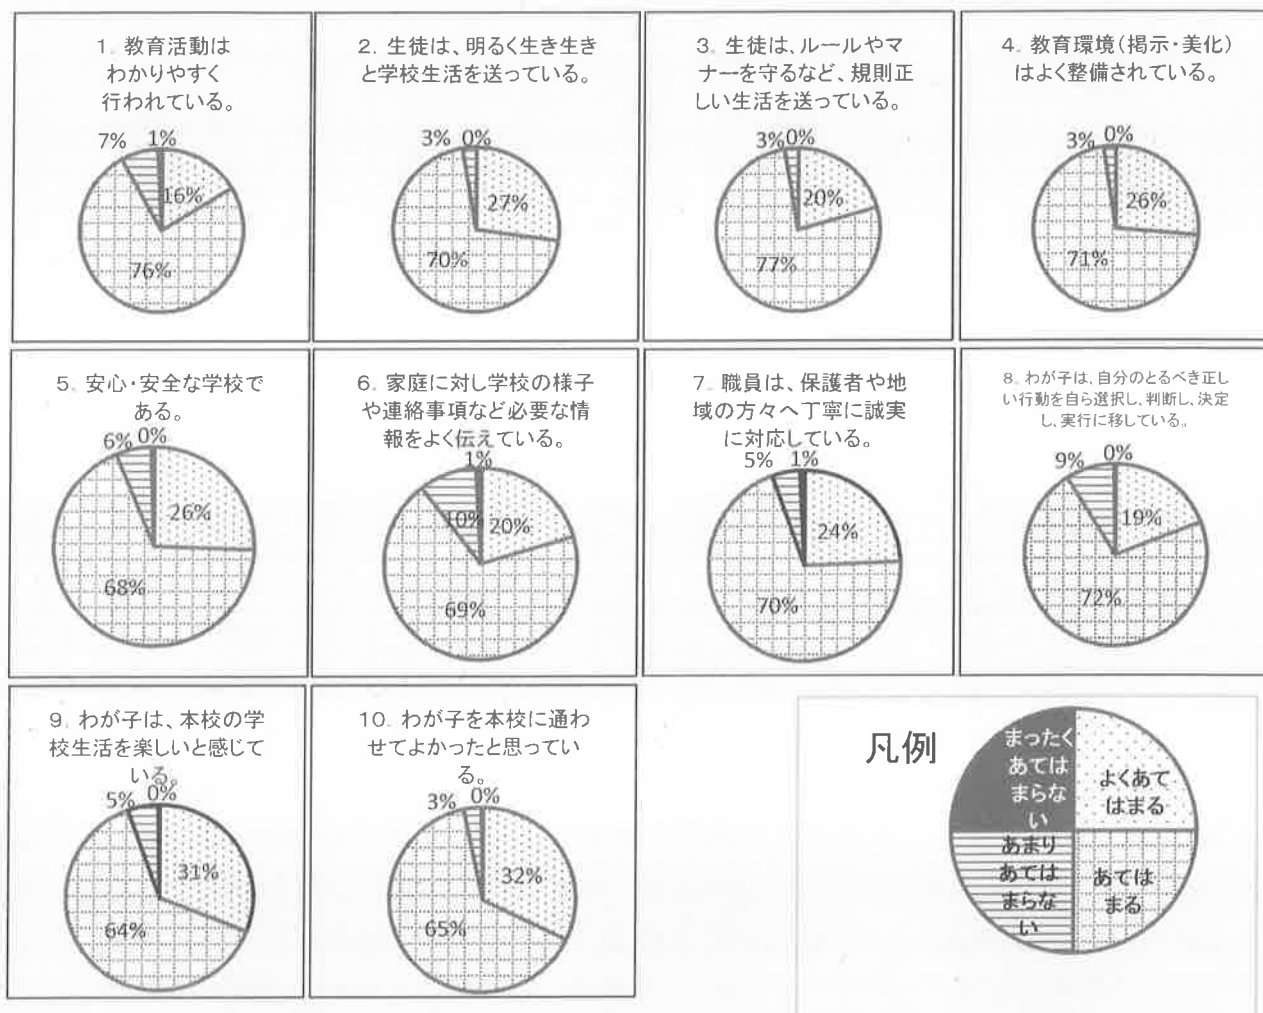 1. 教育活動は
わかりやすく
行われている。
7%
1%
16%
76%
2. 生徒は、明るく生き生き
と学校生活を送っている。
3%
0%
27%
70%
3. 生徒は、ルールやマ
ナーを守るなど、規則正
しい生活を送っている。
3%
0%
20%
77%
4. 教育環境(掲示・美化)
はよく整備されている。
3%
0%
26%
71%
5. 安心・安全な学校で
ある。
6%
0%
26%
68%
6. 家庭に対し学校の様子
や連絡事項など必要な情
報をよく伝えている。
1%
10%
20%
69%
7. 職員は、保護者や地
域の方々へ丁寧に誠実
に対応している。
5%
1%
24%
70%
8. わが子は、自分のとるべき正し
い行動を自ら選択し、判断し、決定
し、実行に移している。
9%
0%
19%
72%
9. わが子は、本校の学
校生活を楽しいと感じて
いる。
5%
0%
31%
64%
10. わが子を本校に通わ
せてよかったと思ってい
る。
3%
0%
32%
65%
凡例
まったく
あては
まらな
い
よくあて
はまる
あまり
あては
まらな
い
あては
まる